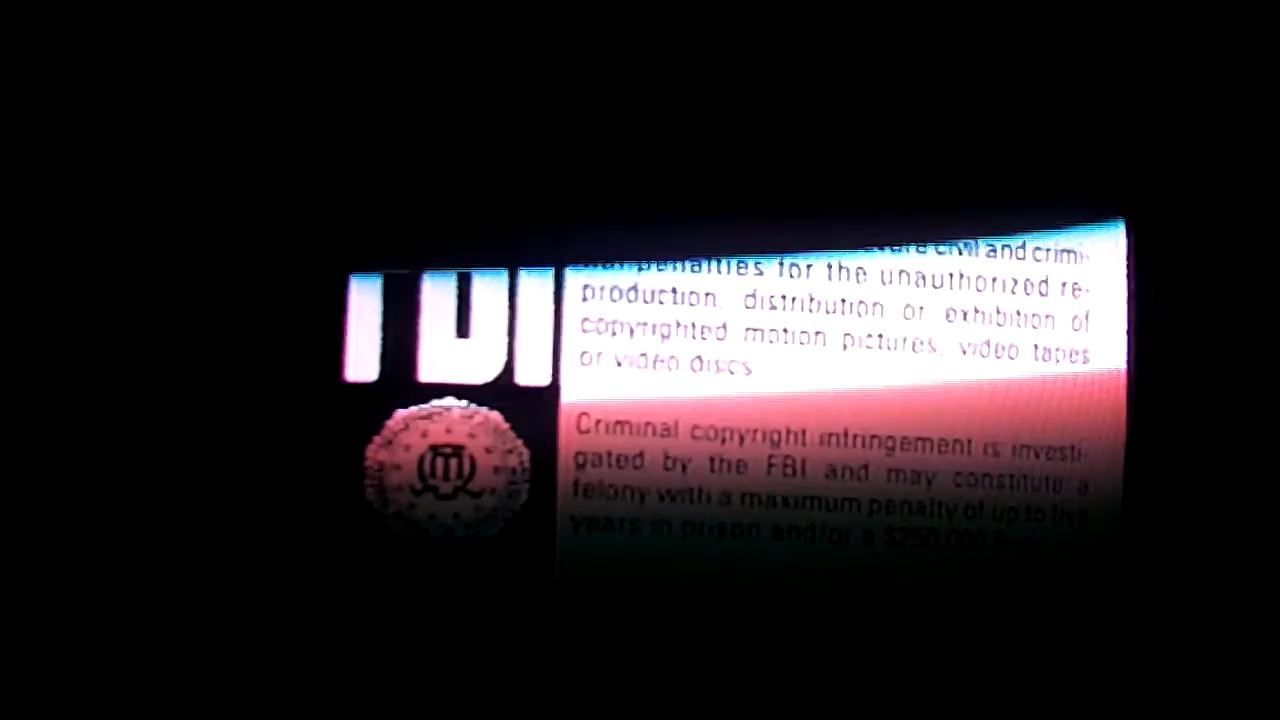 FBI
civil and crimi-
penalties for the unauthorized re-
production, distribution or exhibition of
copyrighted motion pictures, video tapes
or video discs
Criminal copyright infringement is investi-
gated by the FBI and may constitute a
felony with a maximum penalty of up to five
years in prison and/or a $250,000